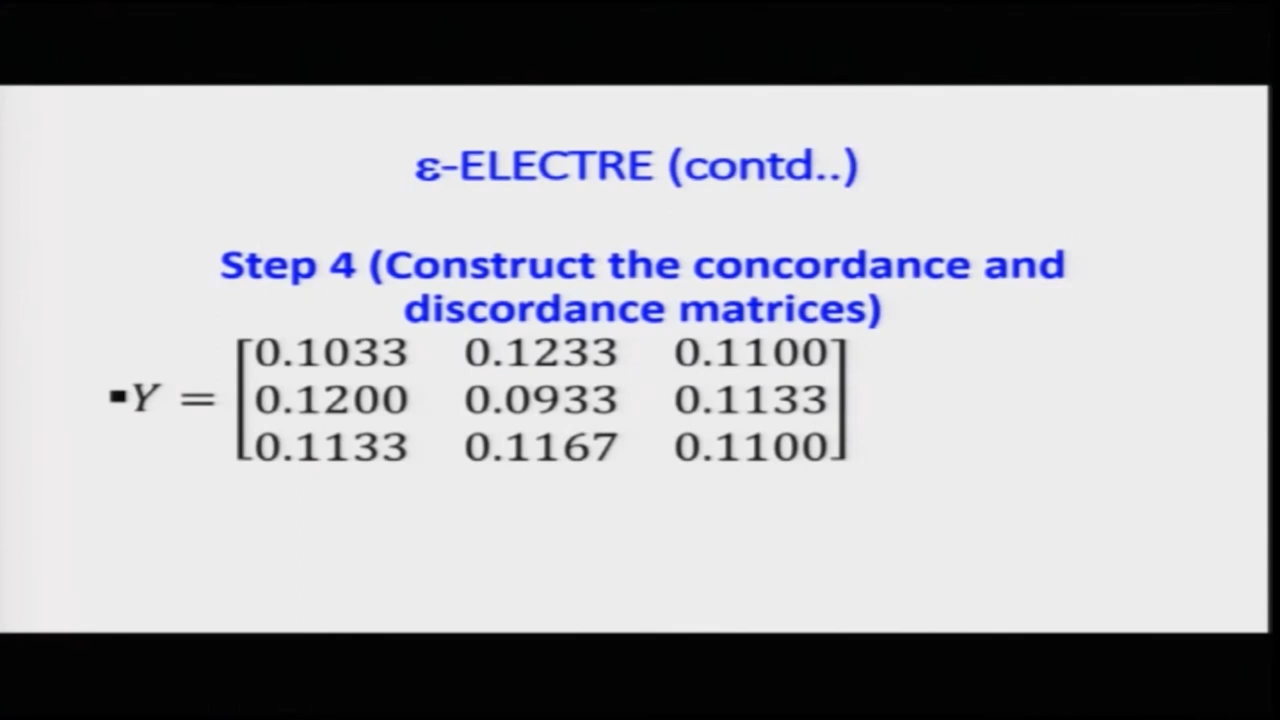 ε-ELECTRE (contd..)
Step 4 (Construct the concordance and
discordance matrices)
0.1033 0.1233 0.1100
▪Y = 0.1200 0.0933 0.1133
0.1133 0.1167 0.1100